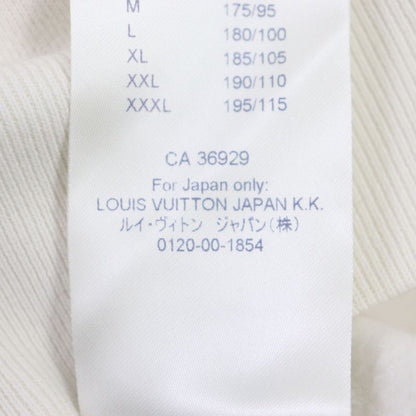 M 175/95
L 180/100
XL 185/105
XXL 190/110
XXXL 195/115
CA 36929
For Japan only:
LOUIS VUITTON JAPAN K.K.
ルイ・ヴィトン ジャパン(株)
0120-00-1854